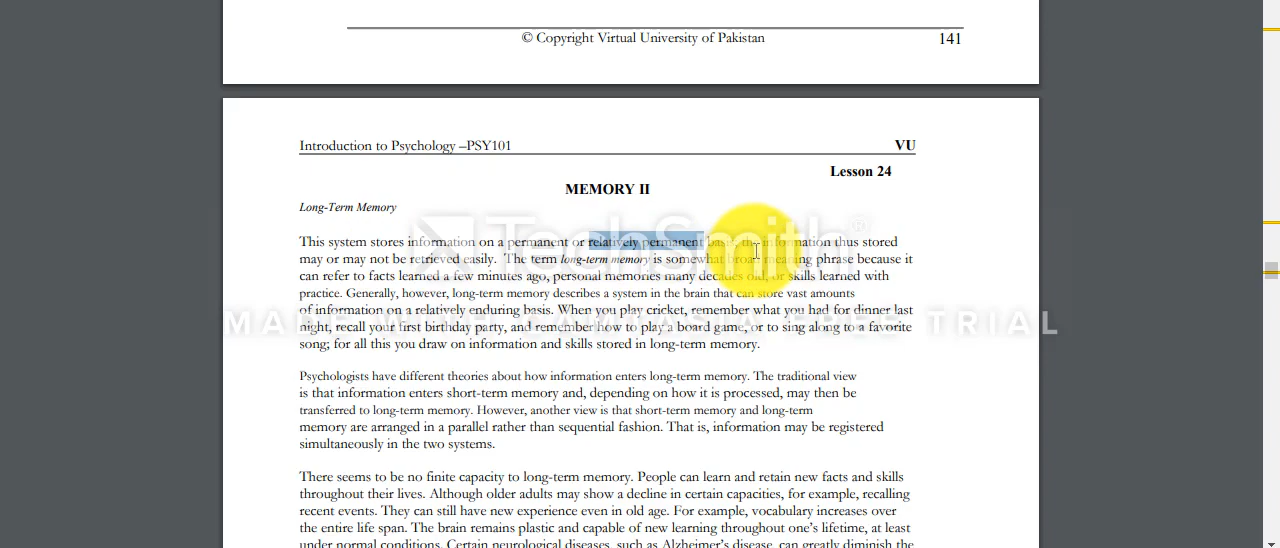 © Copyright Virtual University of Pakistan 141
Introduction to Psychology –PSY101 VU
Lesson 24
MEMORY II
Long-Term Memory
This system stores information on a permanent or relatively permanent basis, the information thus stored
may or may not be retrieved easily. The term long-term memory is somewhat broad meaning phrase because it
can refer to facts learned a few minutes ago, personal memories many decades old, or skills learned with
practice. Generally, however, long-term memory describes a system in the brain that can store vast amounts
of information on a relatively enduring basis. When you play cricket, remember what you had for dinner last
night, recall your first birthday party, and remember how to play a board game, or to sing along to a favorite
song; for all this you draw on information and skills stored in long-term memory.
Psychologists have different theories about how information enters long-term memory. The traditional view
is that information enters short-term memory and, depending on how it is processed, may then be
transferred to long-term memory. However, another view is that short-term memory and long-term
memory are arranged in a parallel rather than sequential fashion. That is, information may be registered
simultaneously in the two systems.
There seems to be no finite capacity to long-term memory. People can learn and retain new facts and skills
throughout their lives. Although older adults may show a decline in certain capacities, for example, recalling
recent events. They can still have new experience even in old age. For example, vocabulary increases over
the entire life span. The brain remains plastic and capable of new learning throughout one's lifetime, at least
under normal conditions. Certain neurological diseases, such as Alzheimer's disease, can greatly diminish the
TechSmith®
MADE WITH CAMTASIA FREE TRIAL